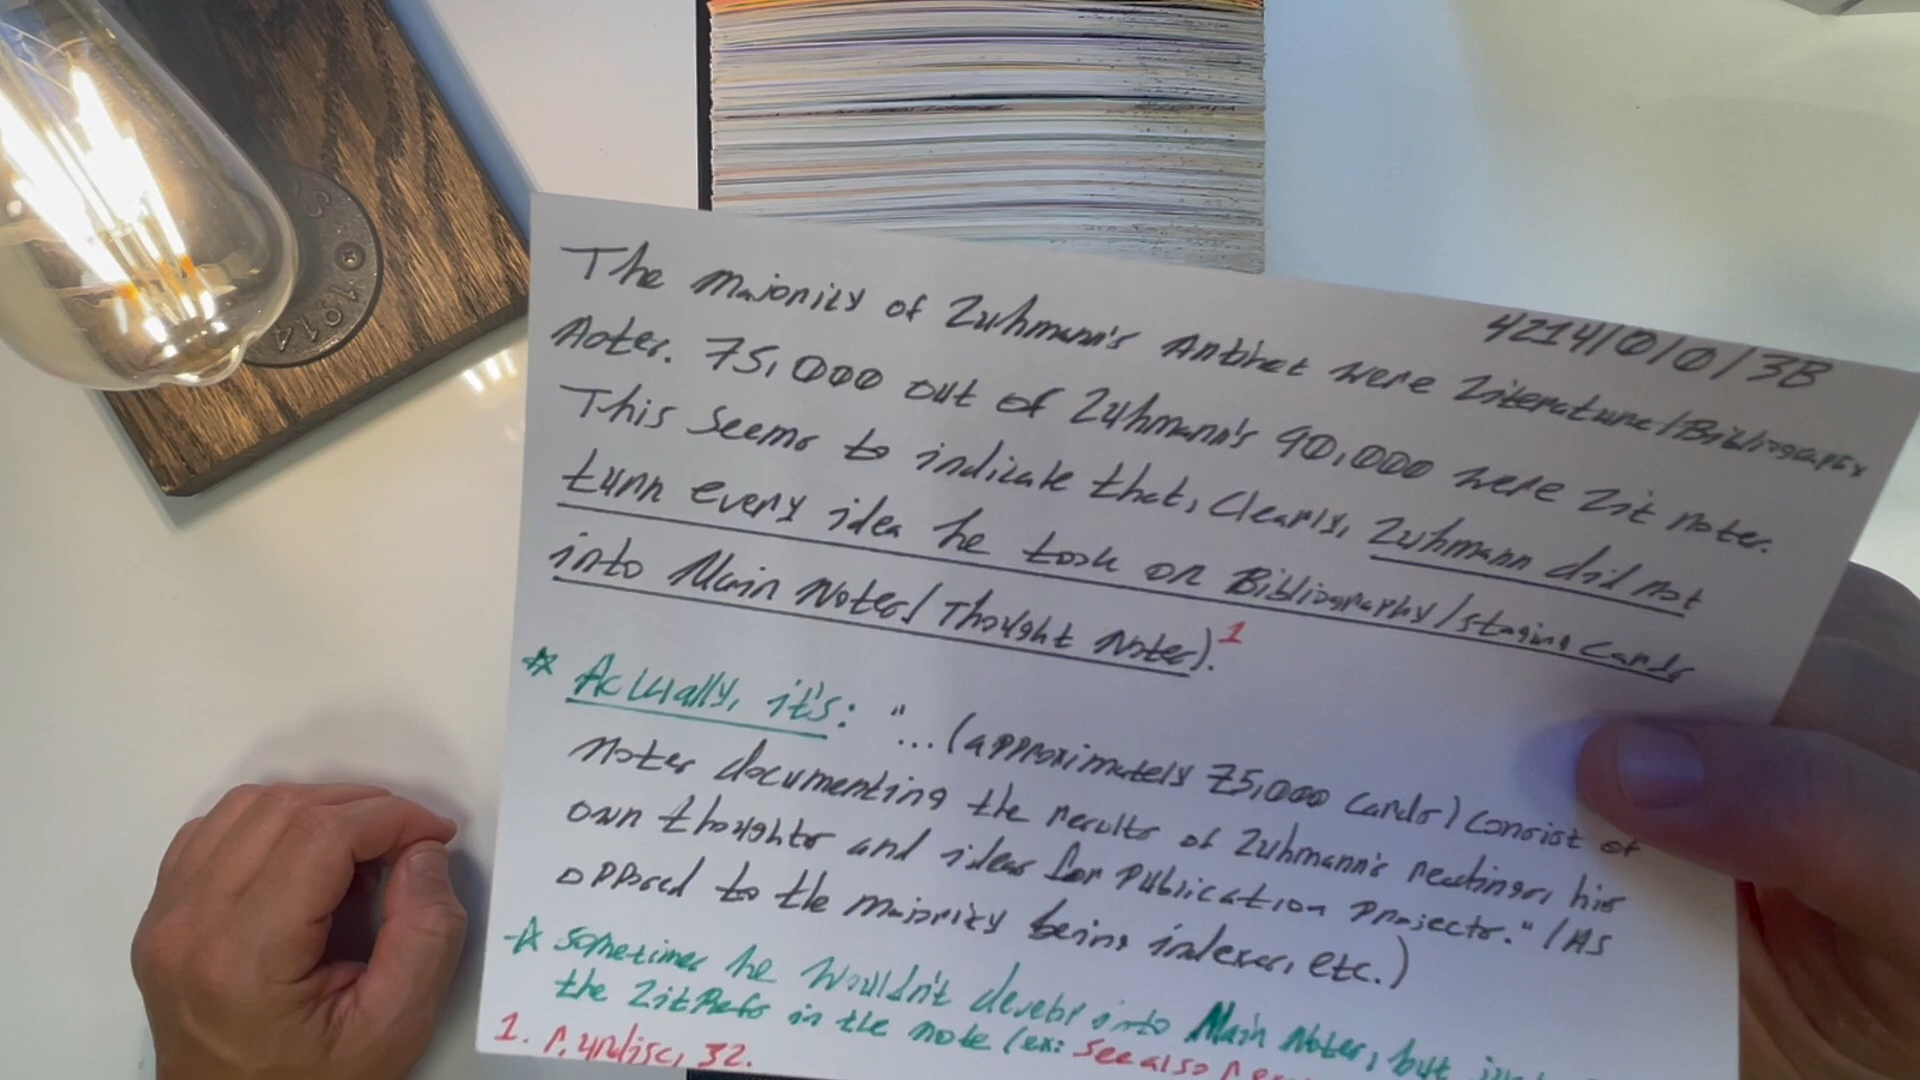 4214/0/0/3B
The Majority of Luhmann's Antinet were Literature/Bibliography
Notes. 75,000 out of Luhmann's 90,000 were Lit Notes.
This seems to indicate that, clearly, Luhmann did not
turn every idea he took on Bibliography/staging cards
into Main Notes/Thought Notes).1
Actually, it's: "...(approximately 75,000 cards) consist of
notes documenting the results of Luhmann's readings, his
own thoughts and ideas for publication projects." (As
opposed to the majority being indexes, etc.)
Sometimes he wouldn't develop into Main Notes, but
the LitRefs in the note (ex: See also
1. 32.
1914